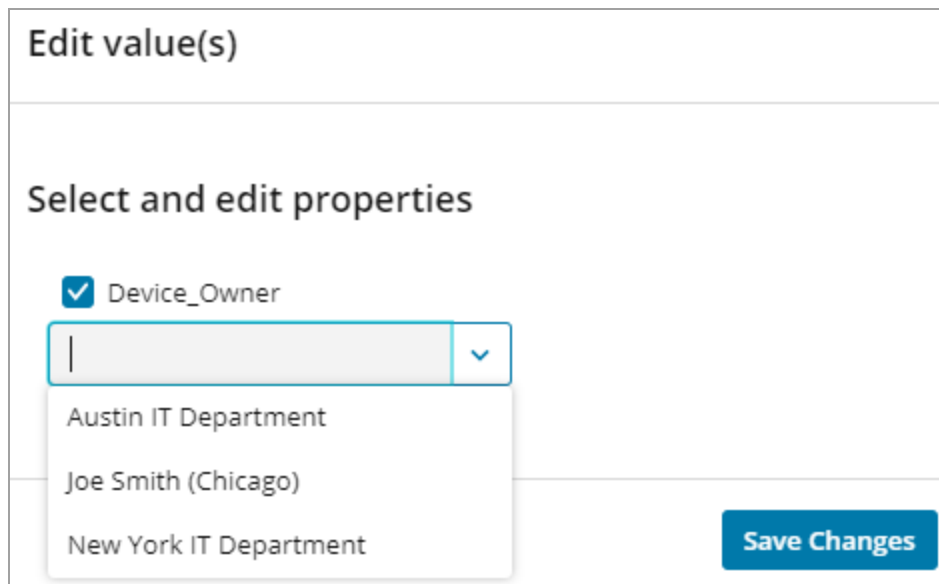 Edit value(s)
Select and edit properties
Device_Owner
Austin IT Department
Joe Smith (Chicago)
New York IT Department
Save Changes